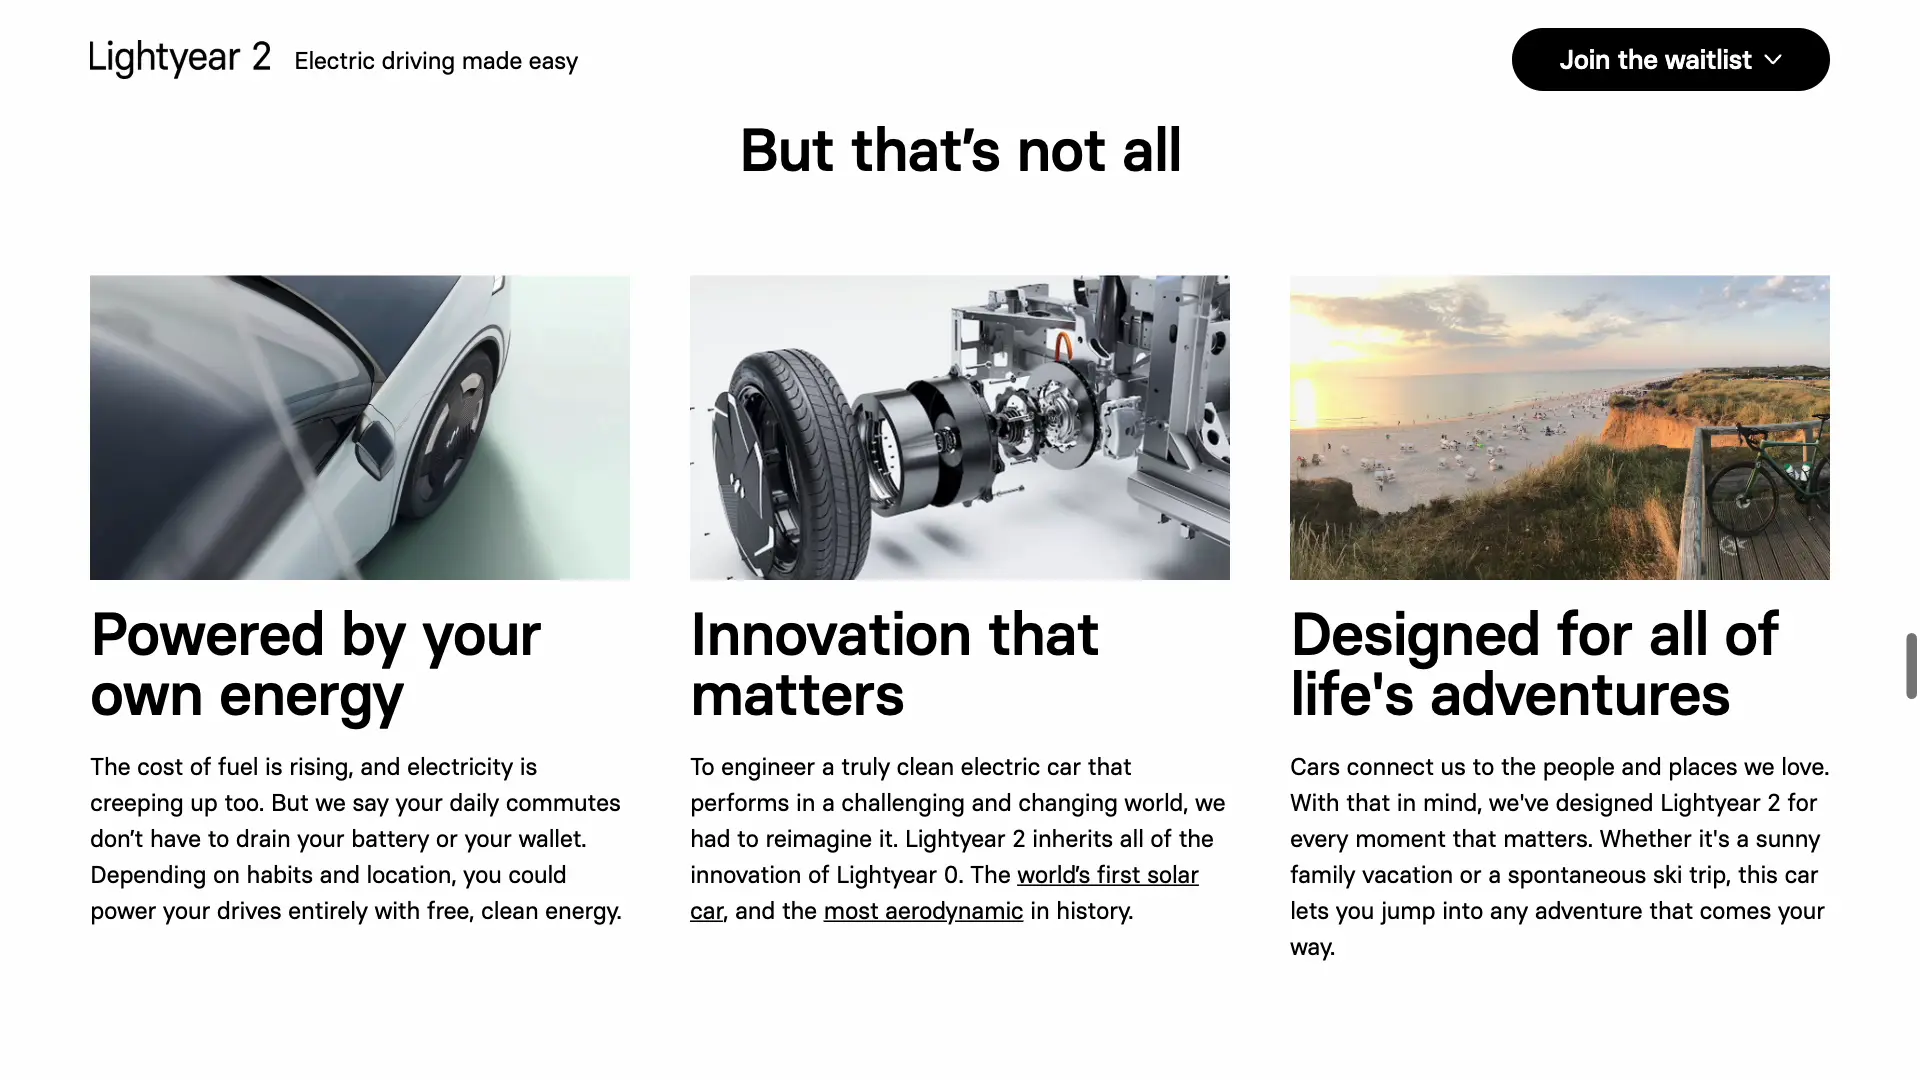 Lightyear 2 Electric driving made easy
Join the waitlist
But that’s not all
Powered by your
own energy
The cost of fuel is rising, and electricity is
creeping up too. But we say your daily commutes
don’t have to drain your battery or your wallet.
Depending on habits and location, you could
power your drives entirely with free, clean energy.
Innovation that
matters
To engineer a truly clean electric car that
performs in a challenging and changing world, we
had to reimagine it. Lightyear 2 inherits all of the
innovation of Lightyear 0. The world’s first solar
car, and the most aerodynamic in history.
Designed for all of
life's adventures
Cars connect us to the people and places we love.
With that in mind, we've designed Lightyear 2 for
every moment that matters. Whether it's a sunny
family vacation or a spontaneous ski trip, this car
lets you jump into any adventure that comes your
way.